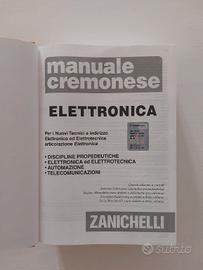 manuale
cremonese
ELETTRONICA
Per i Nuovi Tecnici a indirizzo
Elettronica ed Elettrotecnica
articolazione Elettronica
• DISCIPLINE PROPEDEUTICHE
• ELETTRONICA ed ELETTROTECNICA
• AUTOMAZIONE
• TELECOMUNICAZIONI
ZANICHELLI
subito